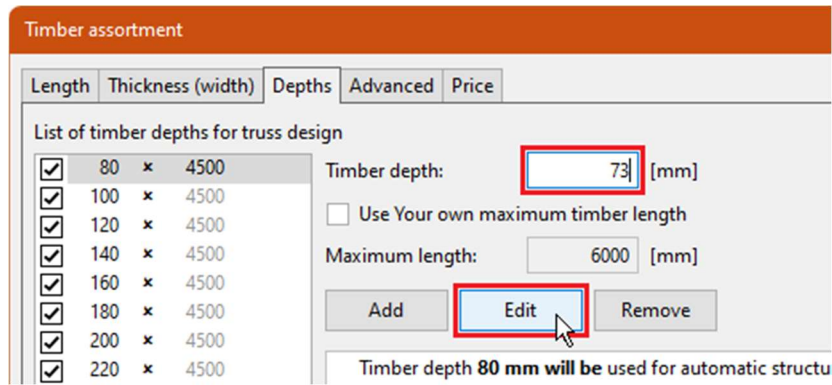 Timber assortment
Length Thickness (width) Depths Advanced Price
List of timber depths for truss design
80 × 4500
100 × 4500
120 × 4500
140 × 4500
160 × 4500
180 × 4500
200 × 4500
220 × 4500
Timber depth: 73 [mm]
Use Your own maximum timber length
Maximum length: 6000 [mm]
Add Edit Remove
Timber depth 80 mm will be used for automatic structu